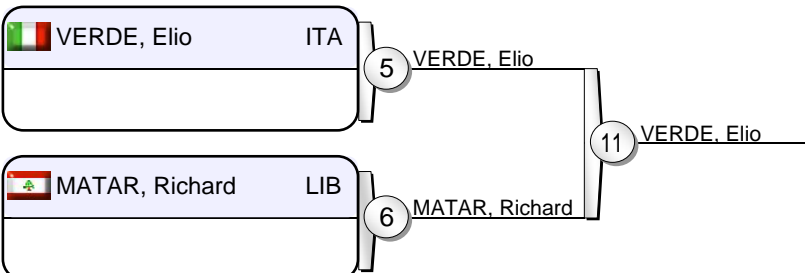 VERDE, Elio ITA
5 VERDE, Elio
11 VERDE, Elio
MATAR, Richard LIB
6 MATAR, Richard